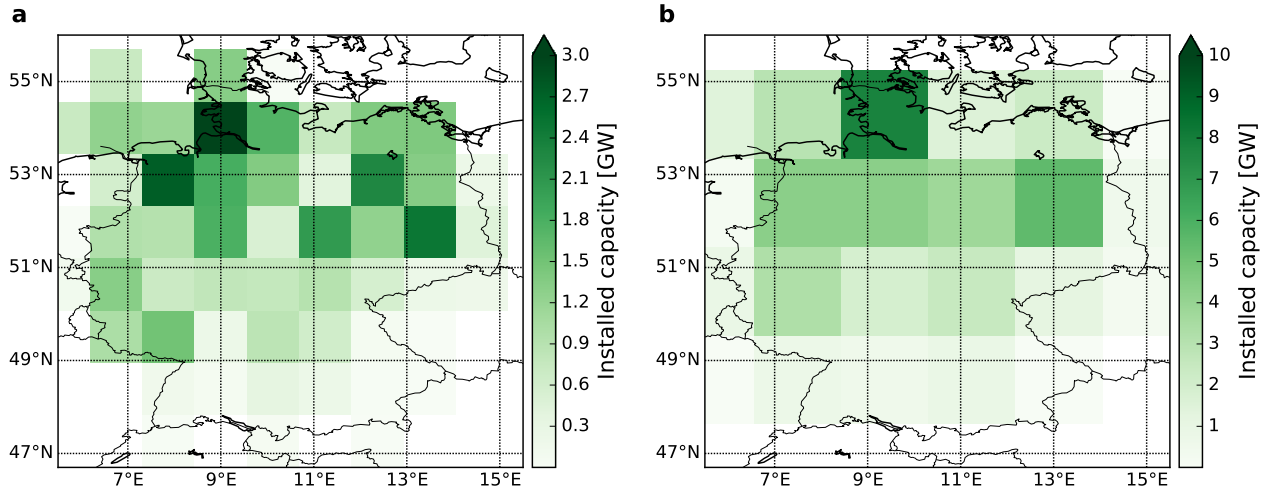 a
55°N
53°N
51°N
49°N
47°N
7°E
9°E
11°E
13°E
15°E
3.0
2.7
2.4
2.1
1.8
1.5
1.2
0.9
0.6
0.3
Installed capacity [GW]
b
55°N
53°N
51°N
49°N
47°N
7°E
9°E
11°E
13°E
15°E
10
9
8
7
6
5
4
3
2
1
Installed capacity [GW]